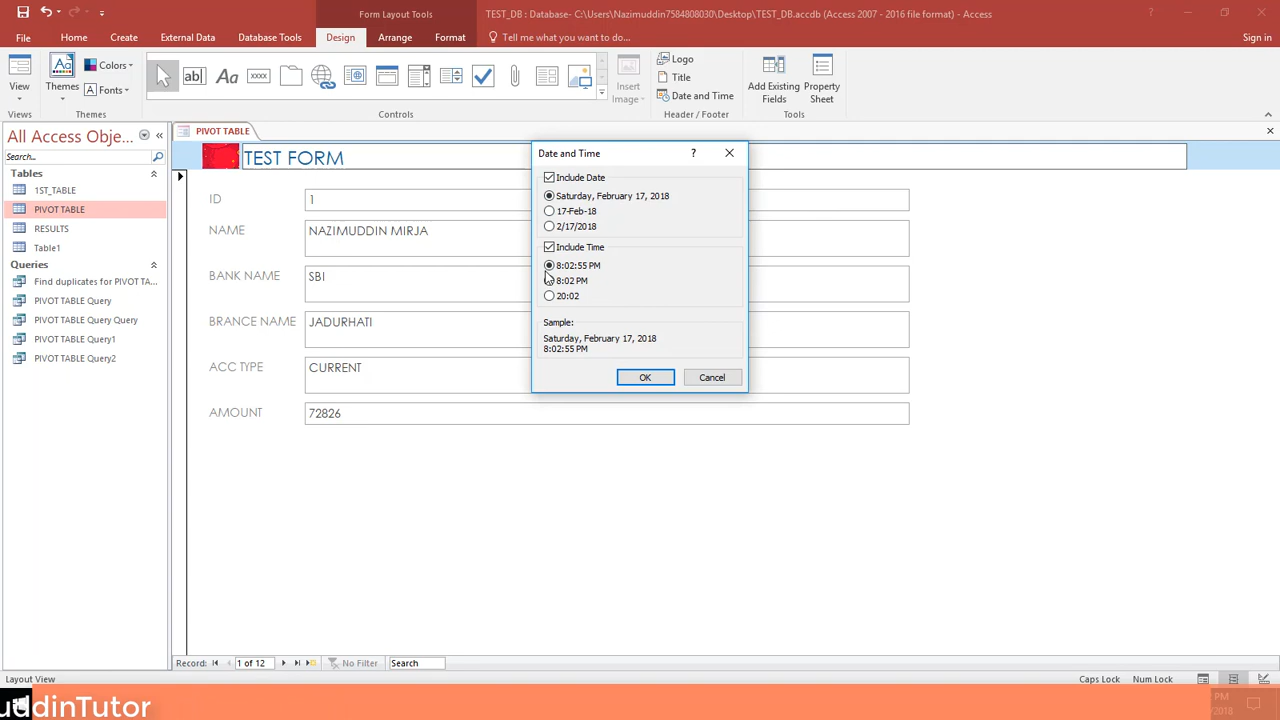 Form Layout Tools
TEST_DB : Database- C:\Users\Nazimuddin7584808030\Desktop\TEST_DB.accdb (Access 2007 - 2016 file format) - Access
File Home Create External Data Database Tools Design Arrange Format Tell me what you want to do... Sign in
View
Themes
Colors
Fonts
ab|
Aa
xxxx
Insert
Image
Logo
Title
Date and Time
Add Existing
Fields
Property
Sheet
Views Themes Controls Header / Footer Tools
All Access Obje...
Search...
Tables
1ST_TABLE
PIVOT TABLE
RESULTS
Table1
Queries
Find duplicates for PIVOT TA...
PIVOT TABLE Query
PIVOT TABLE Query Query
PIVOT TABLE Query1
PIVOT TABLE Query2
PIVOT TABLE
TEST FORM
ID 1
NAME NAZIMUDDIN MIRJA
BANK NAME SBI
BRANCE NAME JADURHATI
ACC TYPE CURRENT
AMOUNT 72826
Date and Time
Include Date
Saturday, February 17, 2018
17-Feb-18
2/17/2018
Include Time
8:02:55 PM
8:02 PM
20:02
Sample:
Saturday, February 17, 2018
8:02:55 PM
OK Cancel
Record: 1 of 12 No Filter Search
Layout View Caps Lock Num Lock
uddinTutor